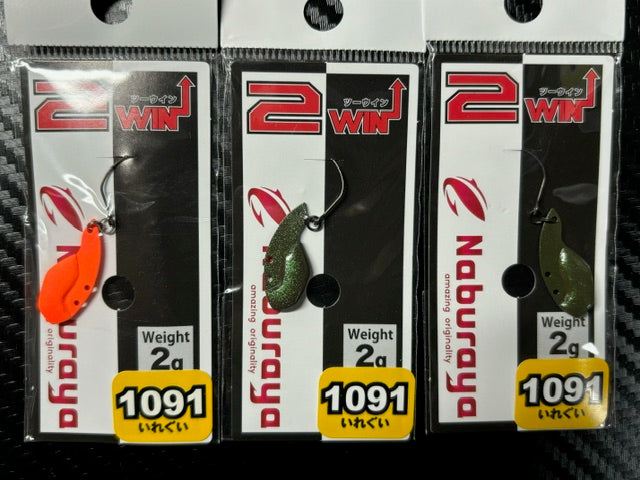 2
ツーウイン
WIN
Naburaya
amazing originality
Weight
2g
1091
いれぐい
2
ツーウイン
WIN
Naburaya
amazing originality
Weight
2g
1091
いれぐい
2
ツーウイン
WIN
Naburaya
amazing originality
Weight
2g
1091
いれぐい